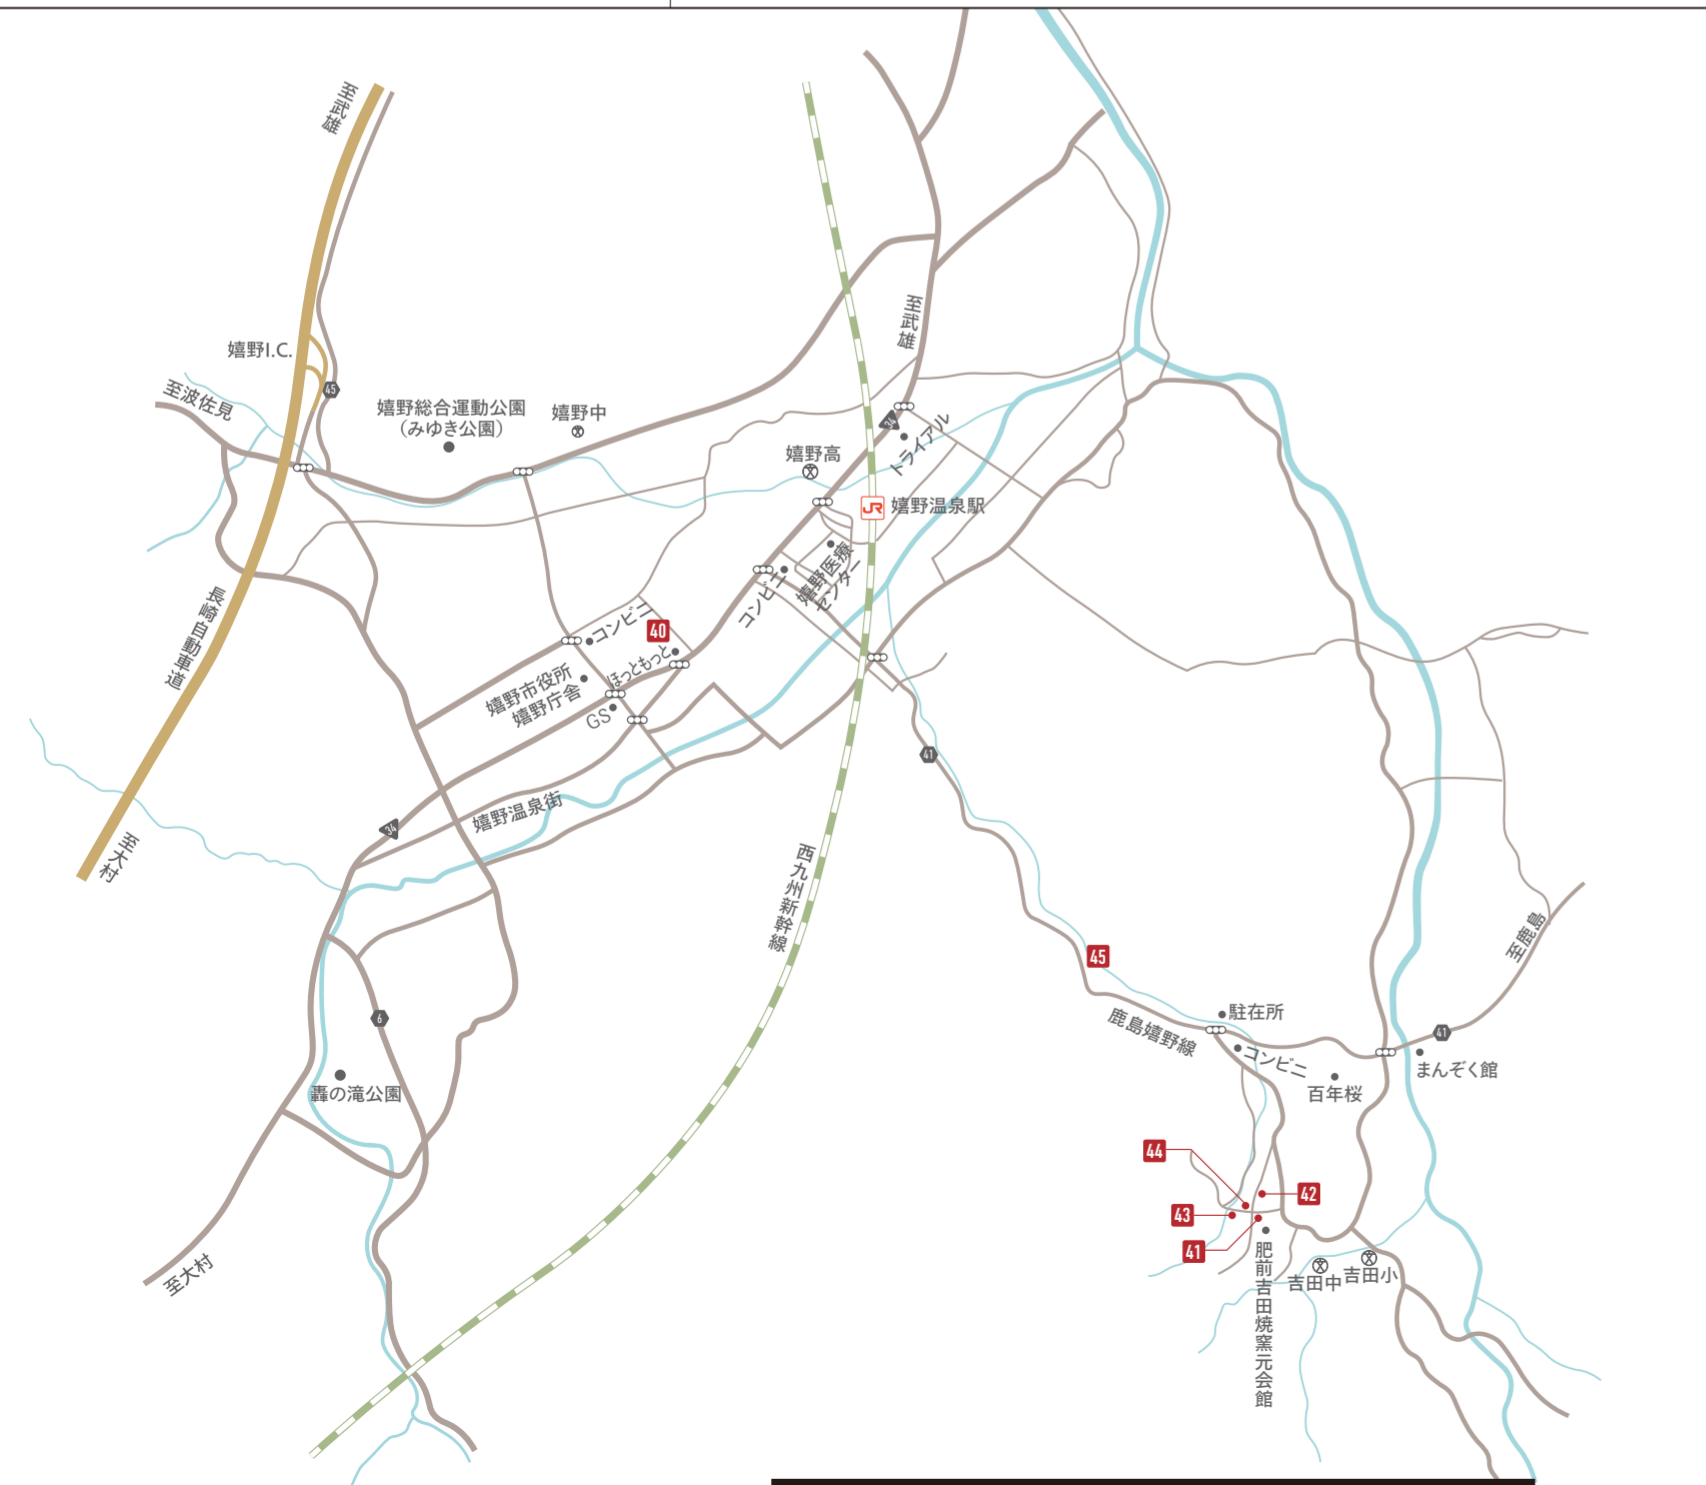 至武雄
嬉野I.C.
45
至波佐見
嬉野総合運動公園
（みゆき公園）
嬉野中
嬉野高
至武雄
34
トライアル
JR
嬉野温泉駅
嬉野医療
センター
コンビニ
コンビニ
40
ほっともっと
嬉野市役所
嬉野庁舎
GS
長崎自動車道
至大村
34
嬉野温泉街
41
西九州新幹線
6
轟の滝公園
至大村
45
鹿島嬉野線
駐在所
コンビニ
百年桜
41
まんぞく館
至鹿島
44
42
43
41
肥前吉田焼窯元会館
吉田中
吉田小